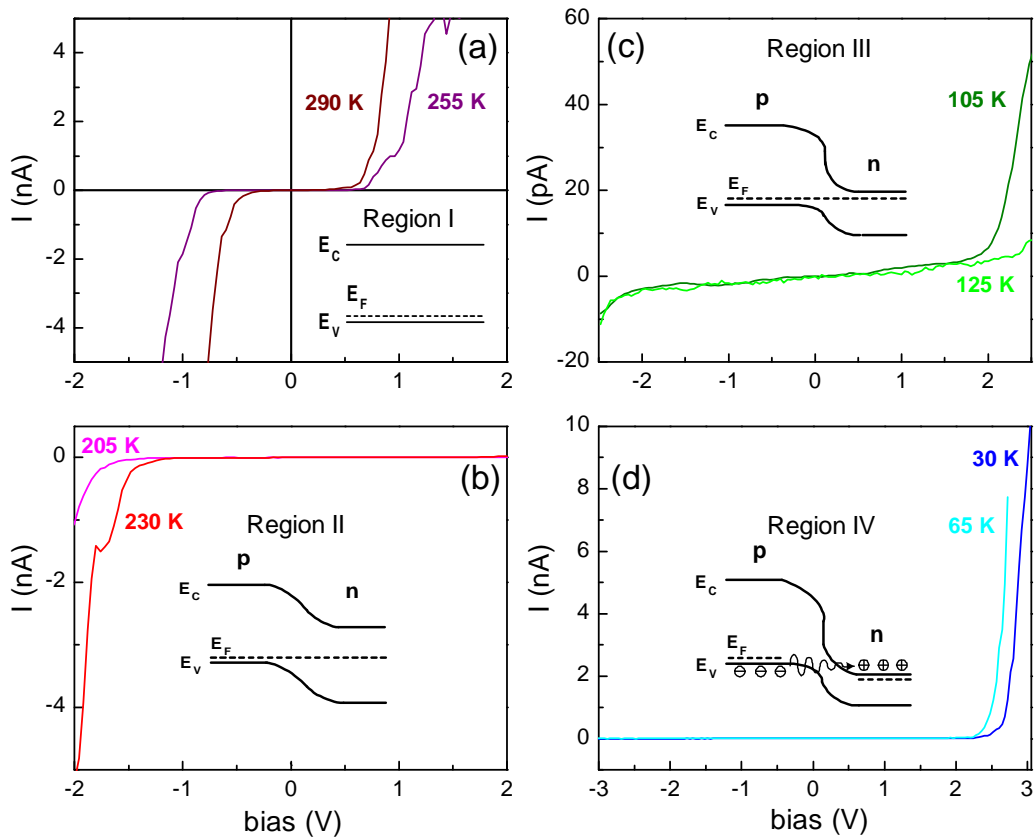 (a)
I (nA)
4
2
0
-2
-4
290 K
255 K
Region I
E_C
E_F
E_V
-2
-1
0
1
2
(c)
Region III
I (pA)
60
40
20
0
-20
105 K
125 K
p
n
E_C
E_F
E_V
-2
-1
0
1
2
(b)
205 K
230 K
Region II
I (nA)
0
-2
-4
p
n
E_C
E_F
E_V
-2
-1
0
1
2
bias (V)
(d)
30 K
65 K
Region IV
I (nA)
10
8
6
4
2
0
p
n
E_C
E_F
E_V
-3
-2
-1
0
1
2
3
bias (V)